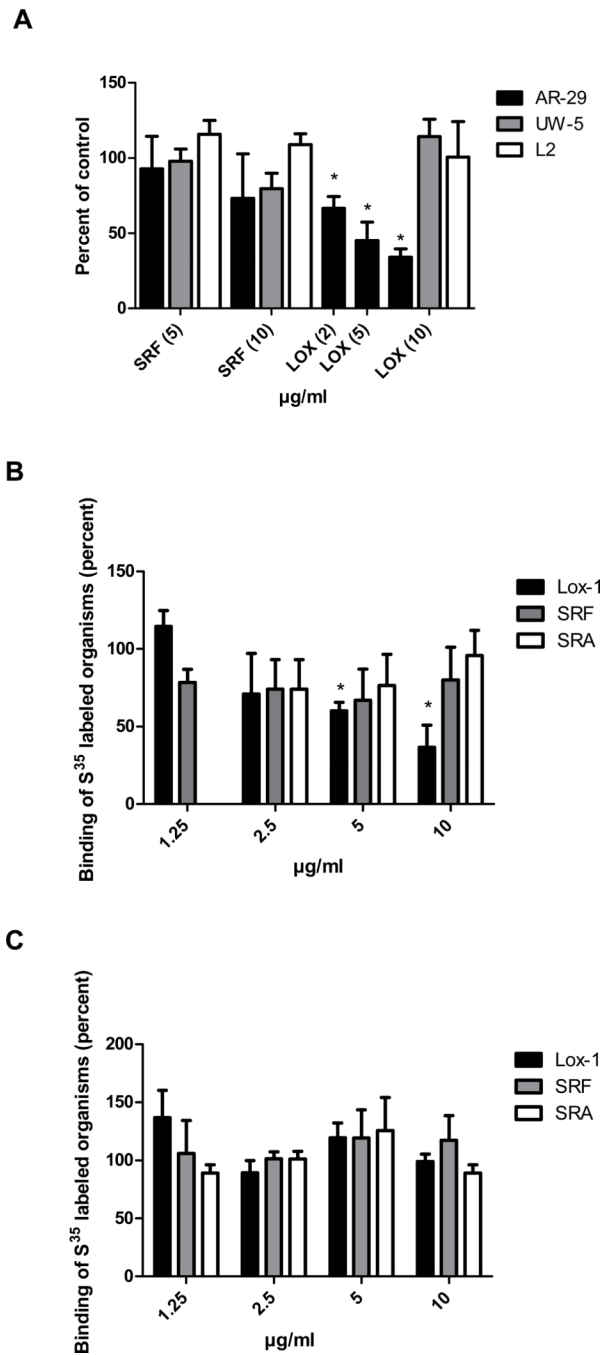 A
Percent of control
150
100
50
0
*
*
*
AR-29
UW-5
L2
SRF (5)
SRF (10)
LOX (2)
LOX (5)
LOX (10)
µg/ml
B
Binding of S³⁵ labeled organisms (percent)
150
100
50
0
*
*
Lox-1
SRF
SRA
1.25
2.5
5
10
µg/ml
C
Binding of S³⁵ labeled organisms (percent)
200
150
100
50
0
Lox-1
SRF
SRA
1.25
2.5
5
10
µg/ml